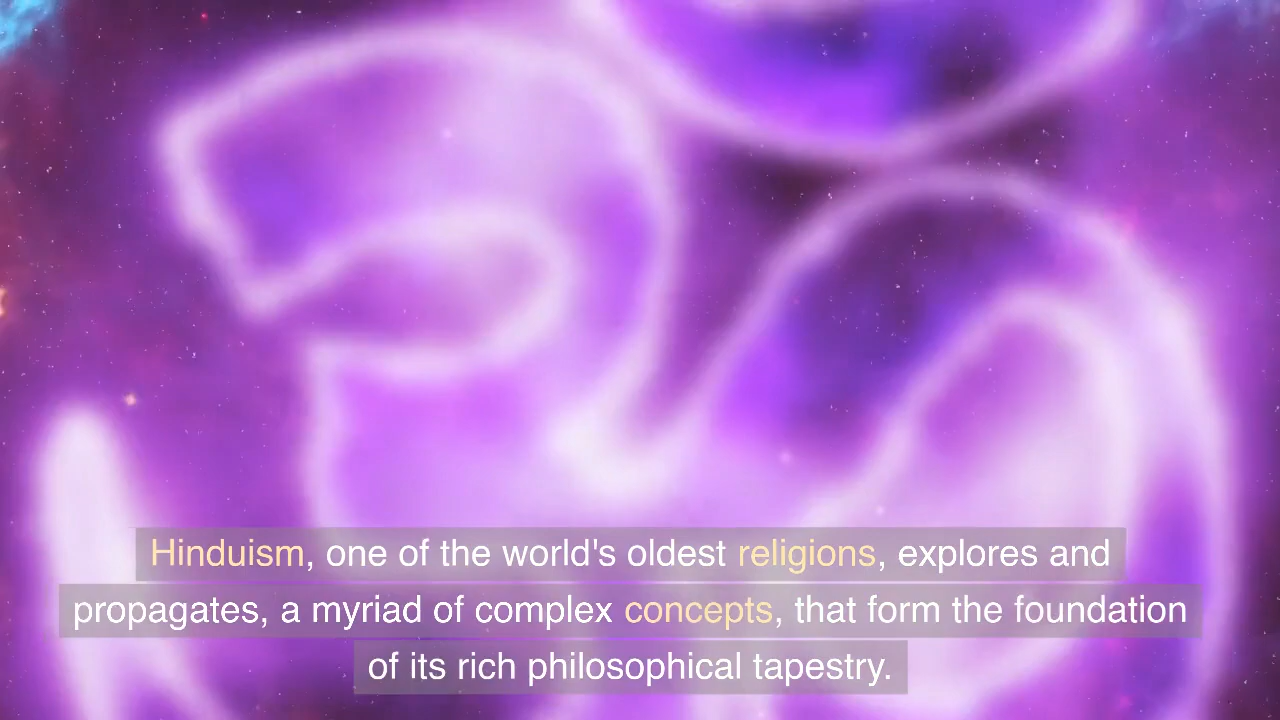 Hinduism, one of the world's oldest religions, explores and
propagates, a myriad of complex concepts, that form the foundation
of its rich philosophical tapestry.